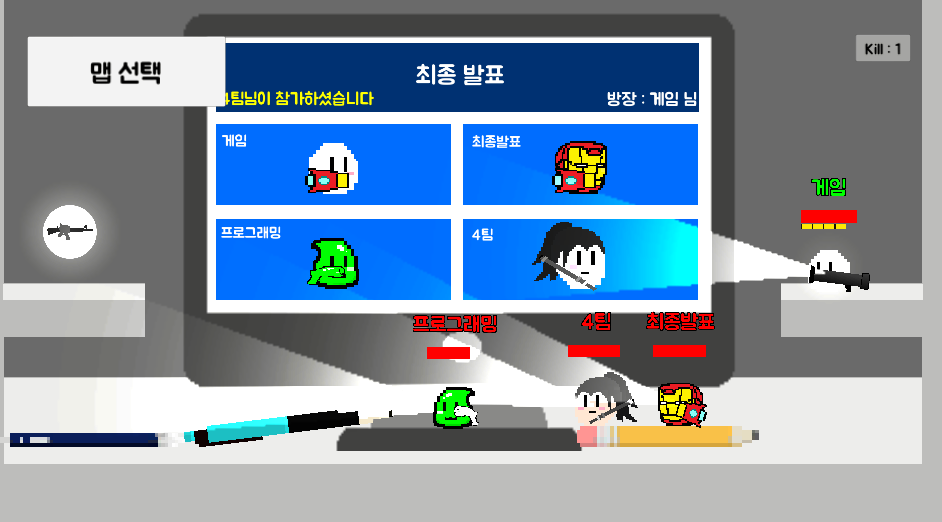 맵 선택
최종 발표
4팀님이 참가하셨습니다
방장 : 게임 님
Kill : 1
게임
최종발표
프로그래밍
4팀
게임
프로그래밍
4팀
최종발표